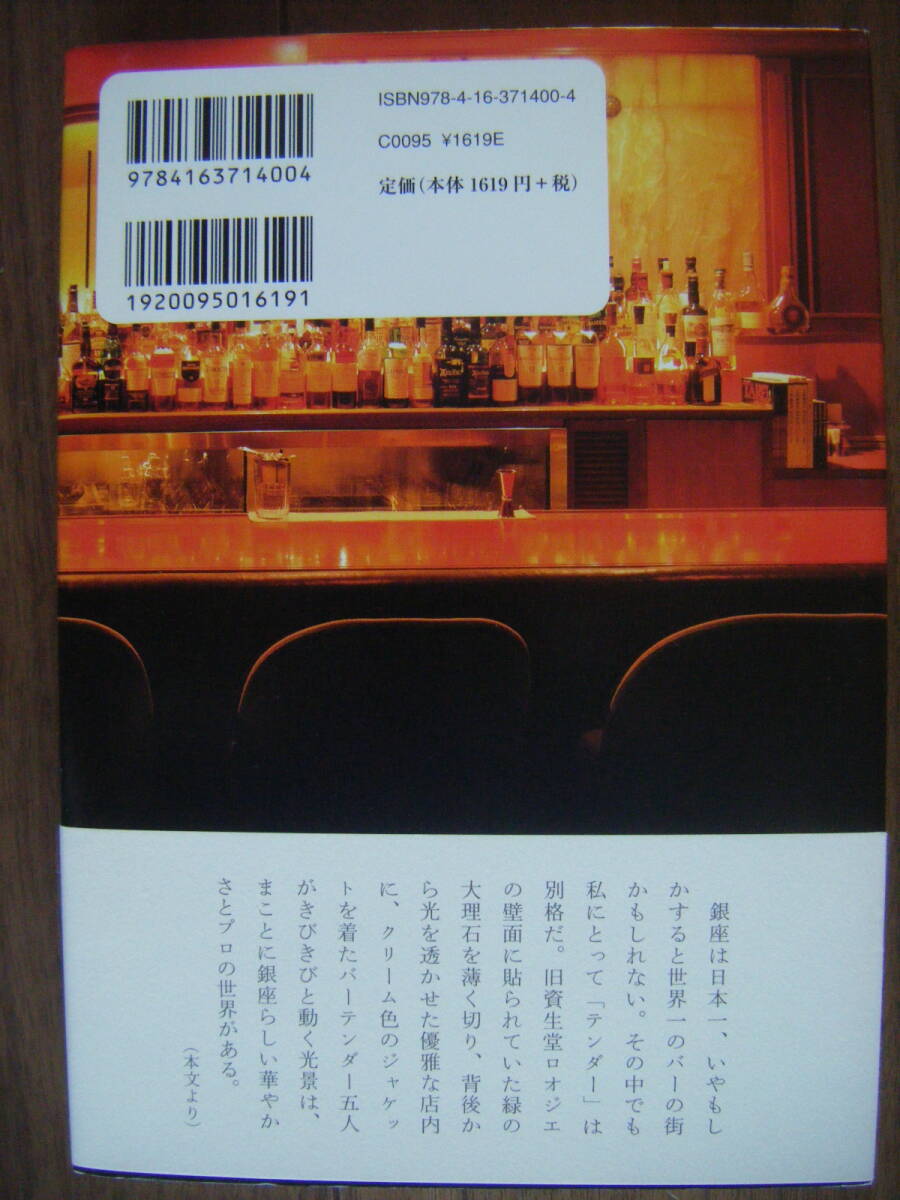 ISBN978-4-16-371400-4
C0095 ¥1619E
定価(本体1619円+税)
9784163714004
1920095016191
銀座は日本一、いやもし
かすると世界一のバーの街
かもしれない。その中でも
私にとって「テンダー」は
別格だ。旧資生堂ロオジエ
の壁面に貼られていた緑の
大理石を薄く切り、背後か
ら光を透かせた優雅な店内
に、クリーム色のジャケッ
トを着たバーテンダー五人
がきびきびと動く光景は、
まことに銀座らしい華やか
さとプロの世界がある。
(本文より)